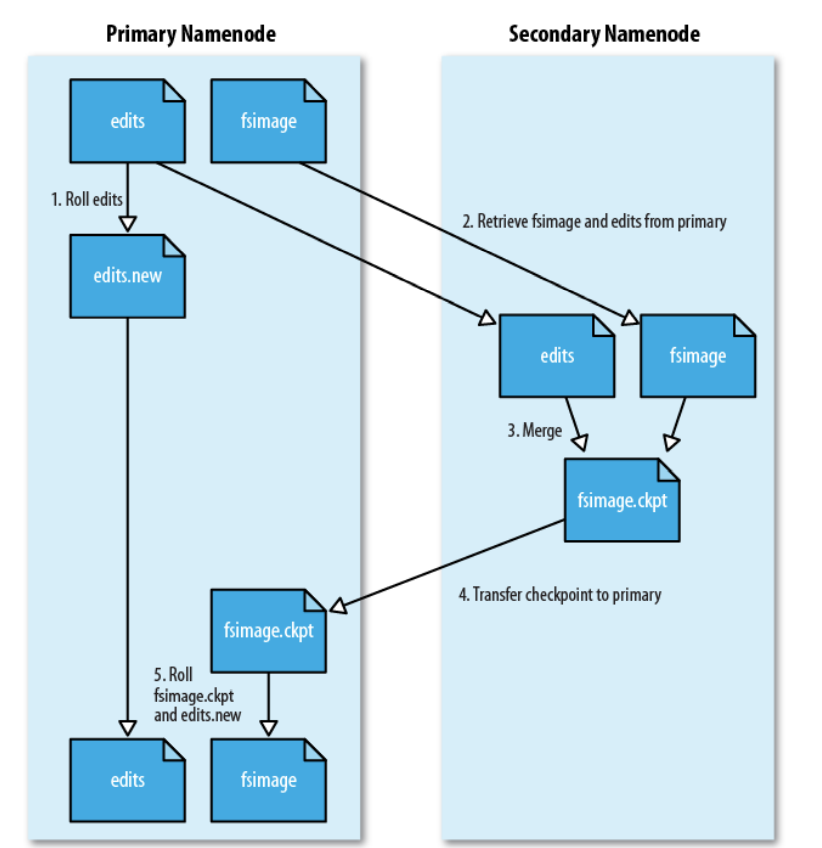 Primary Namenode
Secondary Namenode
edits
fsimage
1. Roll edits
2. Retrieve fsimage and edits from primary
edits.new
edits
fsimage
3. Merge
fsimage.ckpt
4. Transfer checkpoint to primary
fsimage.ckpt
5. Roll
fsimage.ckpt
and edits.new
edits
fsimage